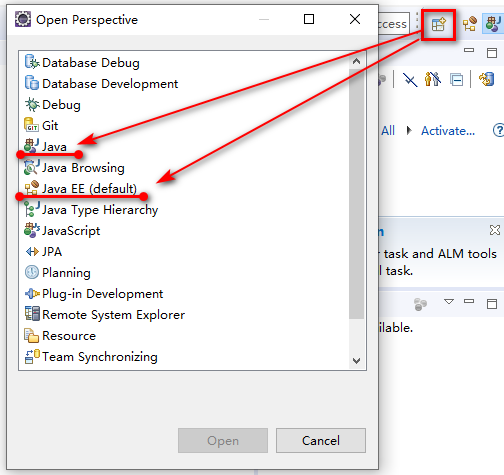 Open Perspective
ccess
Database Debug
Database Development
Debug
GIT
Git
Java
Java Browsing
Java EE (default)
Java Type Hierarchy
JavaScript
JPA
Planning
Plug-in Development
Remote System Explorer
Resource
Team Synchronizing
Open
Cancel
All
Activate...
n
r task and ALM tools
l task.
ilable.